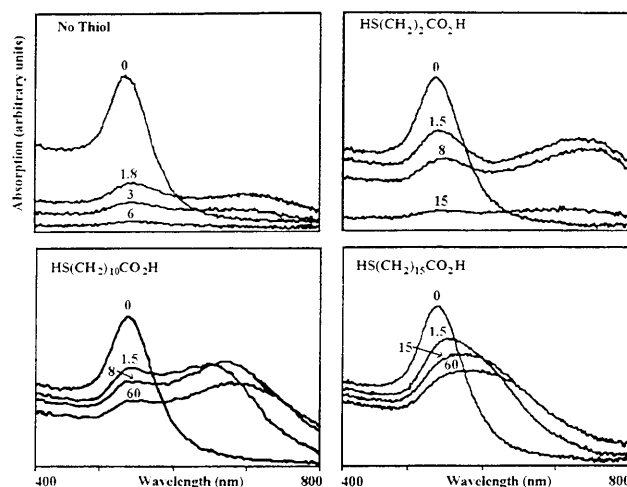 Absorption (arbitrary units)
No Thiol
0
1.8
3
6
HS(CH2)2CO2H
0
1.5
8
15
HS(CH2)10CO2H
0
1.5
8
60
HS(CH2)15CO2H
0
1.5
15
60
400 Wavelength (nm) 800
400 Wavelength (nm) 800